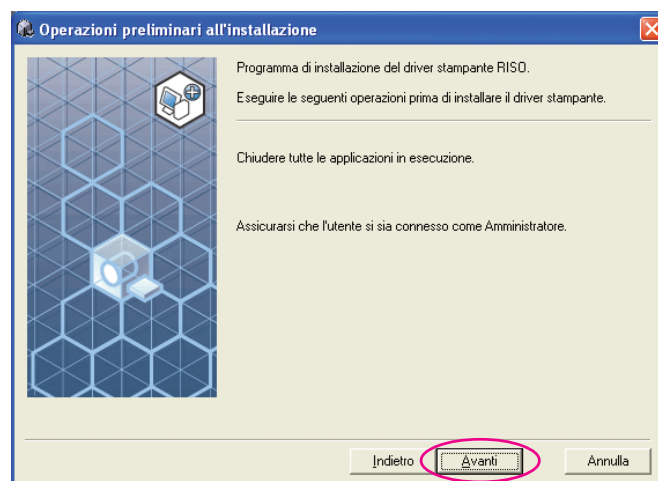 Operazioni preliminari all'installazione
Programma di installazione del driver stampante RISO.
Eseguire le seguenti operazioni prima di installare il driver stampante.
Chiudere tutte le applicazioni in esecuzione.
Assicurarsi che l'utente si sia connesso come Amministratore.
Indietro
Avanti
Annulla